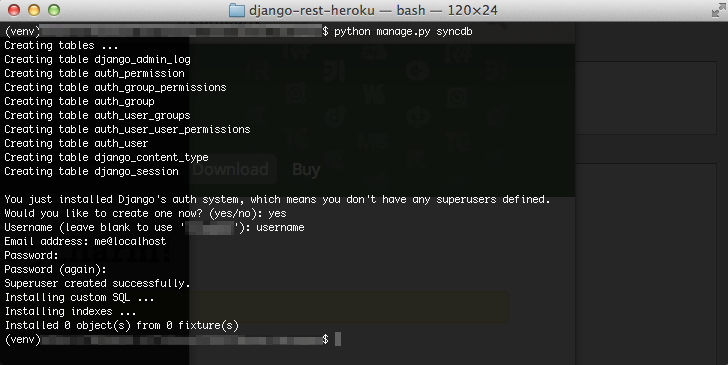 django-rest-heroku — bash — 120×24
(venv) $ python manage.py syncdb
Creating tables ...
Creating table django_admin_log
Creating table auth_permission
Creating table auth_group_permissions
Creating table auth_group
Creating table auth_user_groups
Creating table auth_user_user_permissions
Creating table auth_user
Creating table django_content_type
Creating table django_session
Download Buy
You just installed Django's auth system, which means you don't have any superusers defined.
Would you like to create one now? (yes/no): yes
Username (leave blank to use ' '): username
Email address: me@localhost
Password:
Password (again):
Superuser created successfully.
Installing custom SQL ...
Installing indexes ...
Installed 0 object(s) from 0 fixture(s)
(venv) $